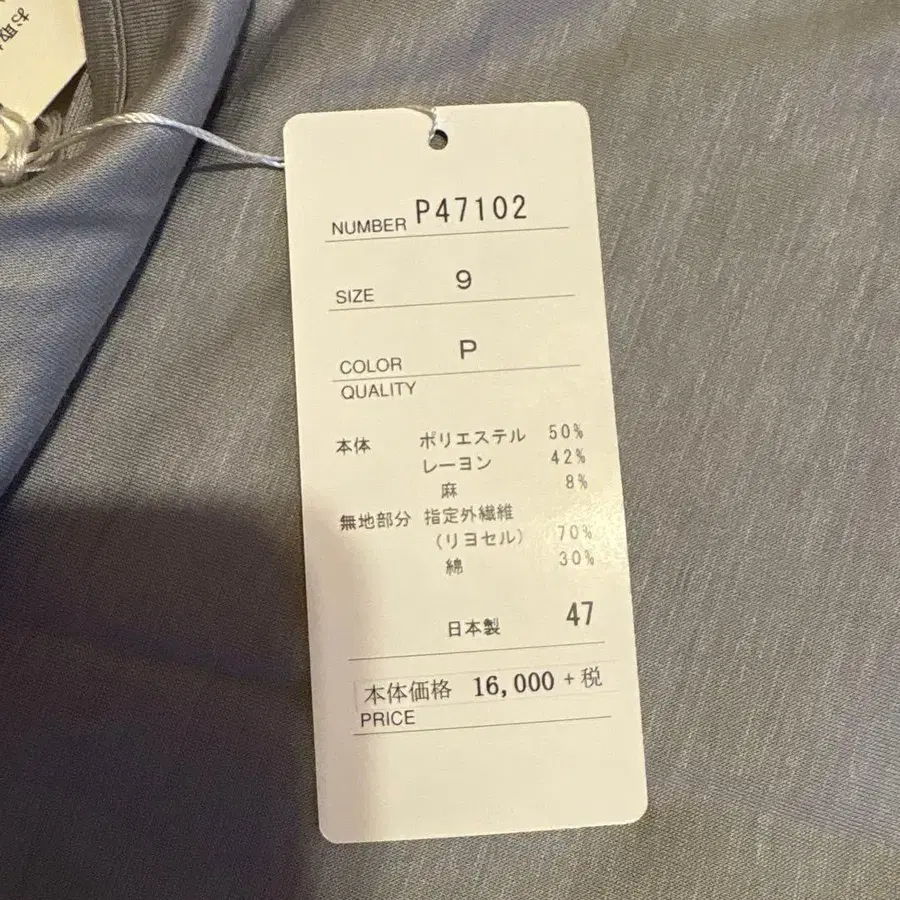 お取
NUMBER P47102
SIZE 9
COLOR P
QUALITY
本体 ポリエステル 50%
レーヨン 42%
麻 8%
無地部分 指定外繊維
(リヨセル) 70%
綿 30%
日本製 47
本体価格 16,000 +税
PRICE